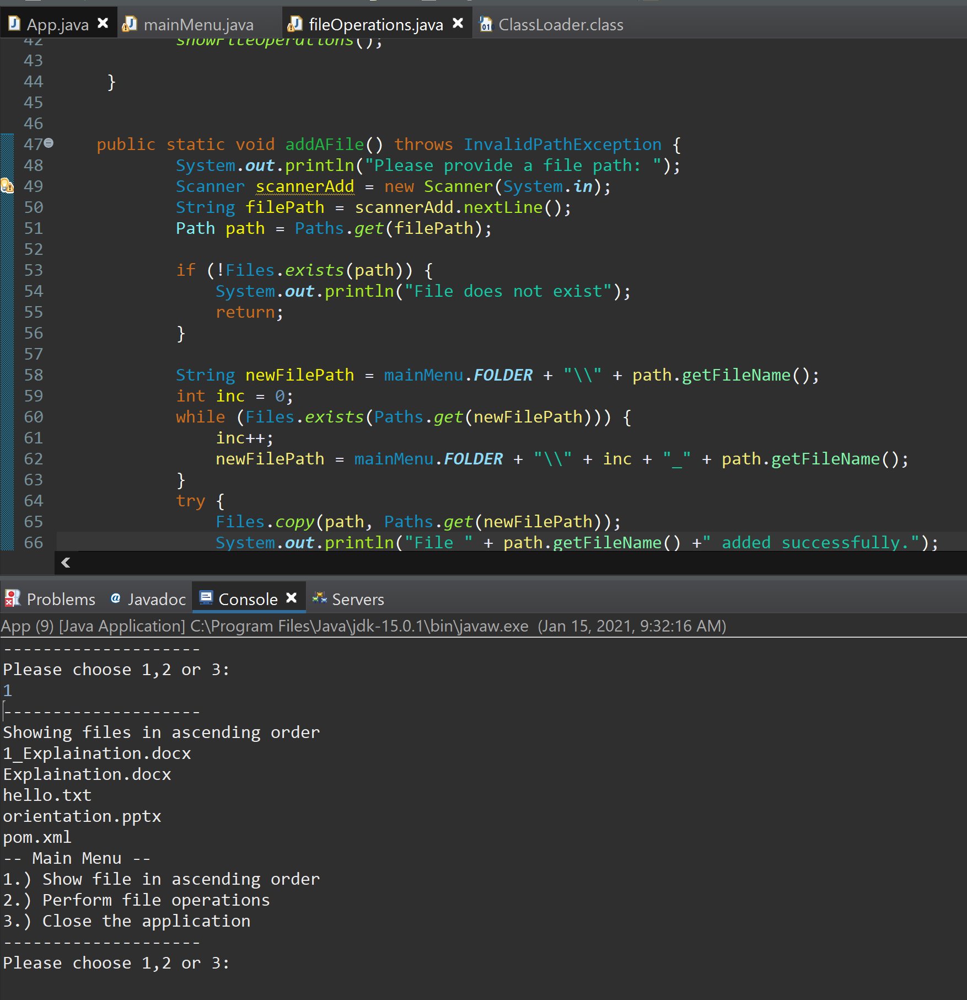 App.java mainMenu.java fileOperations.java ClassLoader.class
42 showFileOperations();
43
44 }
45
46
47 public static void addAFile() throws InvalidPathException {
48 System.out.println("Please provide a file path: ");
49 Scanner scannerAdd = new Scanner(System.in);
50 String filePath = scannerAdd.nextLine();
51 Path path = Paths.get(filePath);
52
53 if (!Files.exists(path)) {
54 System.out.println("File does not exist");
55 return;
56 }
57
58 String newFilePath = mainMenu.FOLDER + "\\" + path.getFileName();
59 int inc = 0;
60 while (Files.exists(Paths.get(newFilePath))) {
61 inc++;
62 newFilePath = mainMenu.FOLDER + "\\" + inc + "_" + path.getFileName();
63 }
64 try {
65 Files.copy(path, Paths.get(newFilePath));
66 System.out.println("File " + path.getFileName() +" added successfully.");
Problems @ Javadoc Console Servers
App (9) [Java Application] C:\Program Files\Java\jdk-15.0.1\bin\javaw.exe (Jan 15, 2021, 9:32:16 AM)
--------------------
Please choose 1,2 or 3:
1
--------------------
Showing files in ascending order
1_Explaination.docx
Explaination.docx
hello.txt
orientation.pptx
pom.xml
-- Main Menu --
1.) Show file in ascending order
2.) Perform file operations
3.) Close the application
--------------------
Please choose 1,2 or 3: